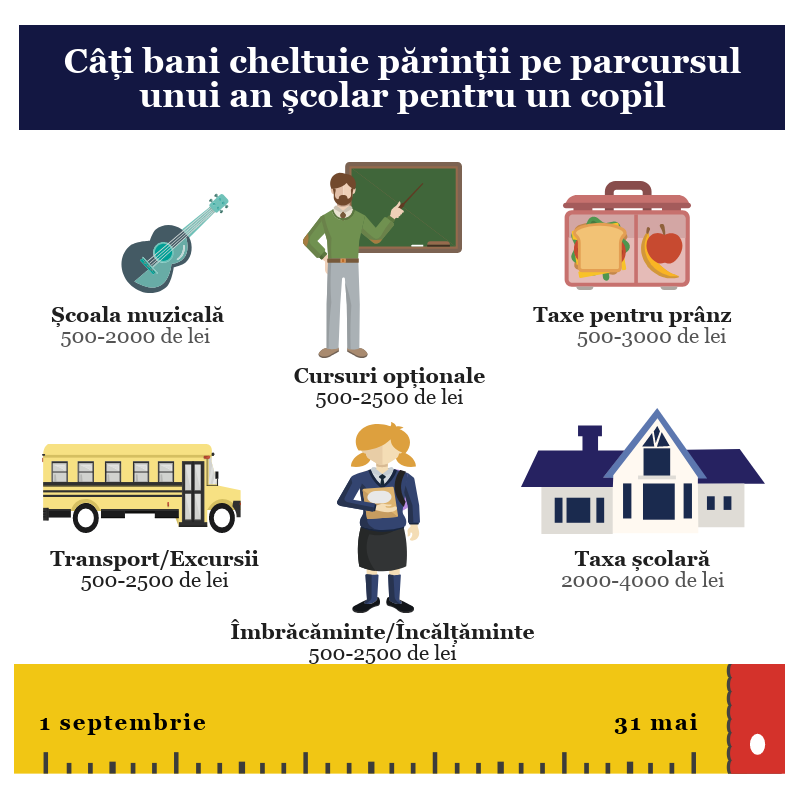 Câți bani cheltuie părinții pe parcursul
unui an școlar pentru un copil
Școala muzicală
500-2000 de lei
Cursuri opționale
500-2500 de lei
Taxe pentru prânz
500-3000 de lei
Transport/Excursii
500-2500 de lei
Îmbrăcăminte/Încălțăminte
500-2500 de lei
Taxa școlară
2000-4000 de lei
1 septembrie
31 mai